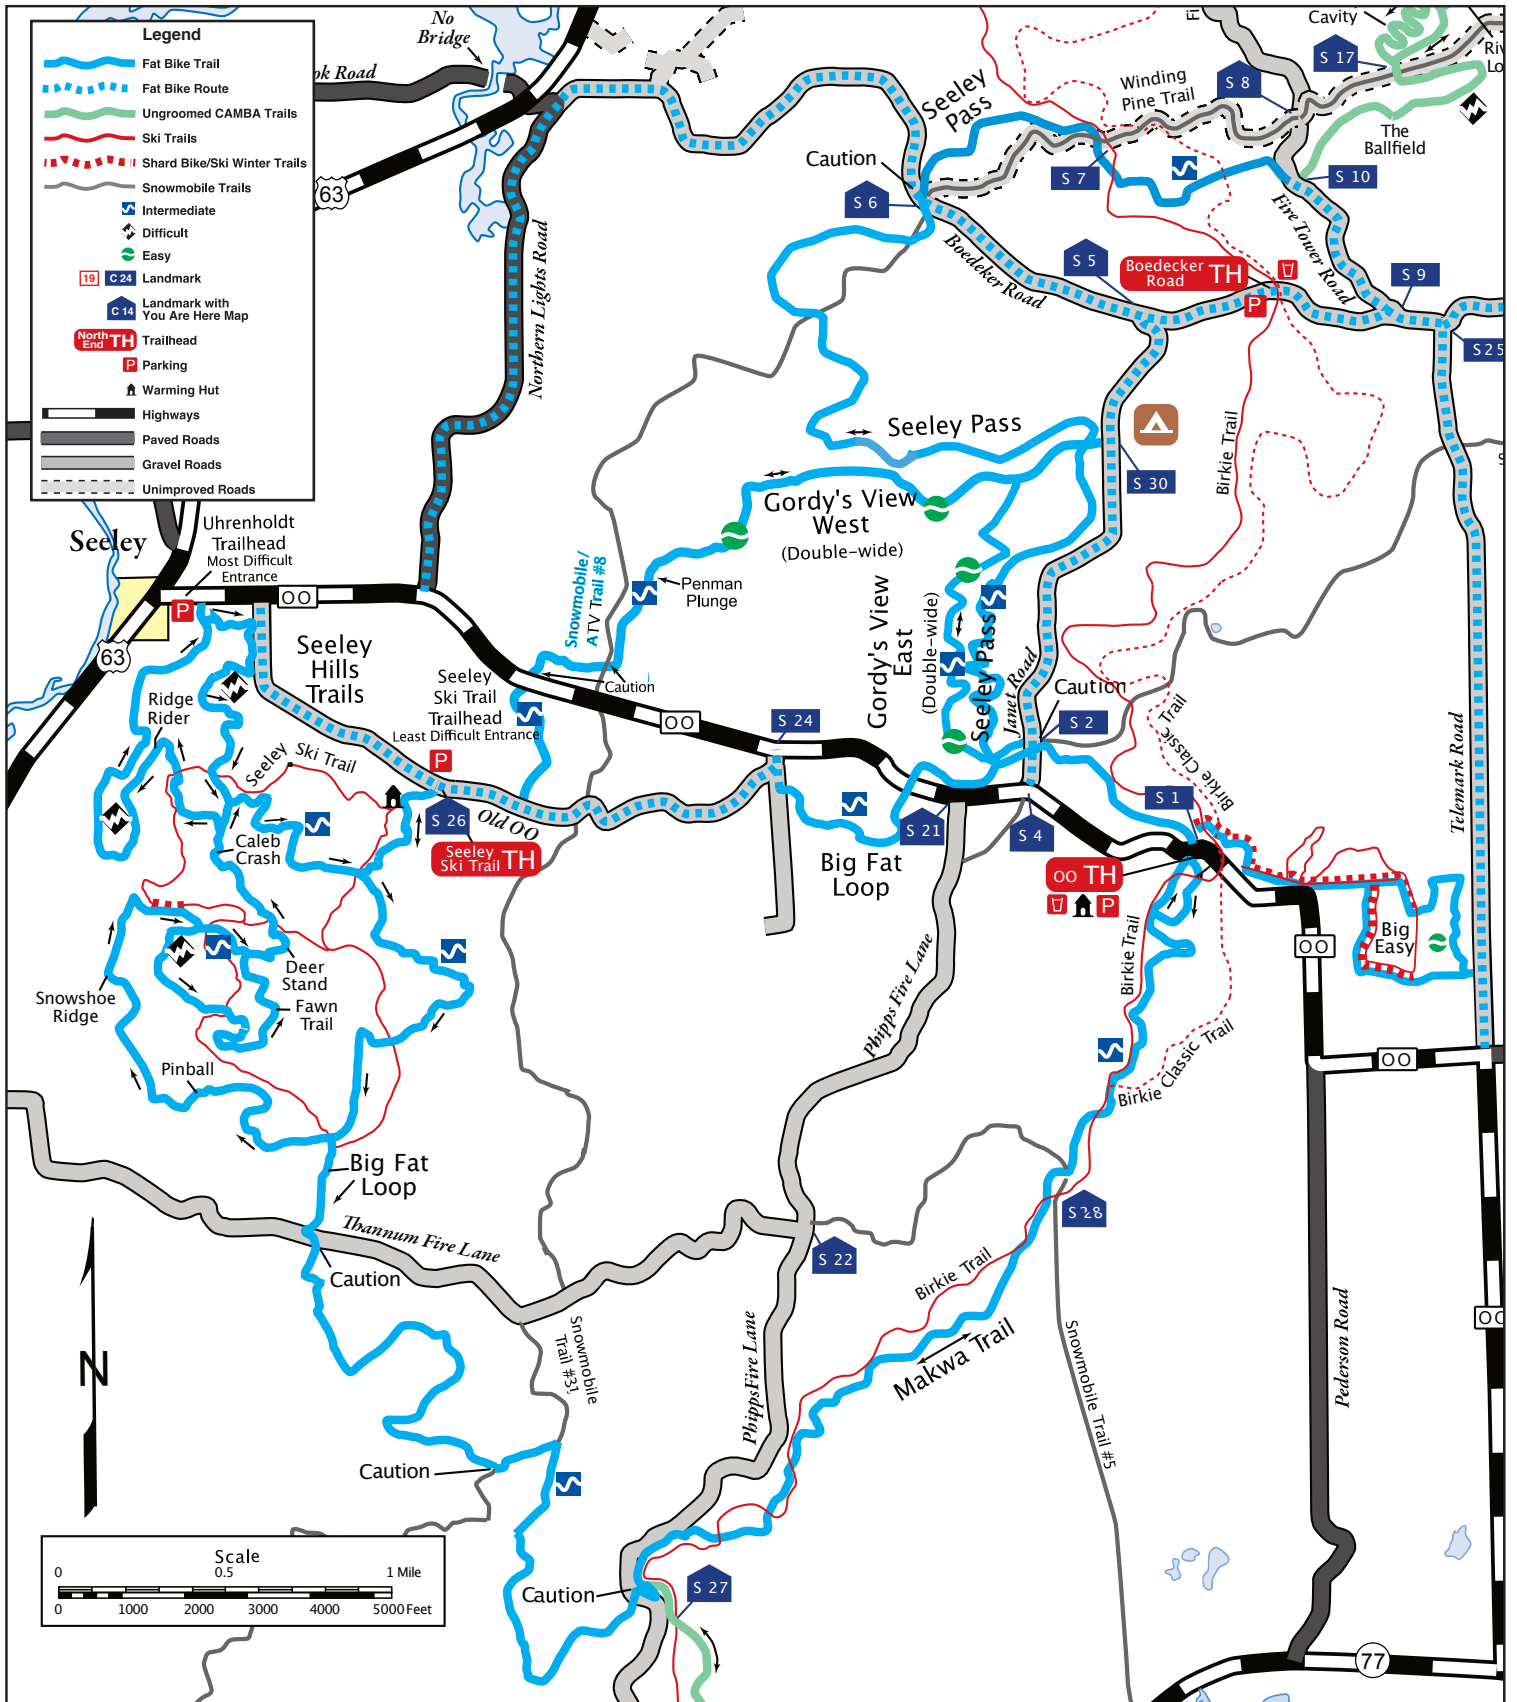 Legend
Fat Bike Trail
Fat Bike Route
Ungroomed CAMBA Trails
Ski Trails
Shard Bike/Ski Winter Trails
Snowmobile Trails
Intermediate
Difficult
Easy
19 C 24 Landmark
C 14 Landmark with
You Are Here Map
North
End TH Trailhead
P Parking
Warming Hut
Highways
Paved Roads
Gravel Roads
Unimproved Roads
No
Bridge
ok Road
63
Northern Lights Road
Seeley
Pass
Caution
S 6
Winding
Pine Trail
S 7
S 8
S 17
Cavity
Fi
Riv
Lo
The
Ballfield
S 10
Fire Tower Road
S 9
S 25
Boedeker Road
S 5
Boedecker
Road TH
P
Birkie Trail
S 30
Seeley Pass
Gordy's View
West
(Double-wide)
Penman
Plunge
Snowmobile/
ATV Trail #8
Caution
Gordy's View
East
(Double-wide)
Seeley Pass
Janet Road
Caution
S 2
Birkie Classic Trail
Trail
Telemark Road
Seeley
Uhrenholdt
Trailhead
Most Difficult
Entrance
P
OO
63
Seeley
Hills
Trails
Ridge
Rider
Seeley
Ski Trail
Trailhead
Least Difficult Entrance
P
OO
S 24
Seeley Ski Trail
S 26
Old OO
Seeley
Ski Trail TH
Caleb
Crash
Big Fat
Loop
S 21
S 4
S 1
OO TH
P
Big
Easy
OO
OO
OO
Birkie Trail
Birkie Classic Trail
Phipps Fire Lane
Deer
Stand
Fawn
Trail
Snowshoe
Ridge
Pinball
Big Fat
Loop
Thannum Fire Lane
Caution
S 22
S 28
Birkie Trail
Makwa Trail
Snowmobile
Trail #31
Phipps Fire Lane
Snowmobile Trail #5
Pederson Road
N
Caution
Caution
S 27
77
Scale
0 0.5 1 Mile
0 1000 2000 3000 4000 5000 Feet